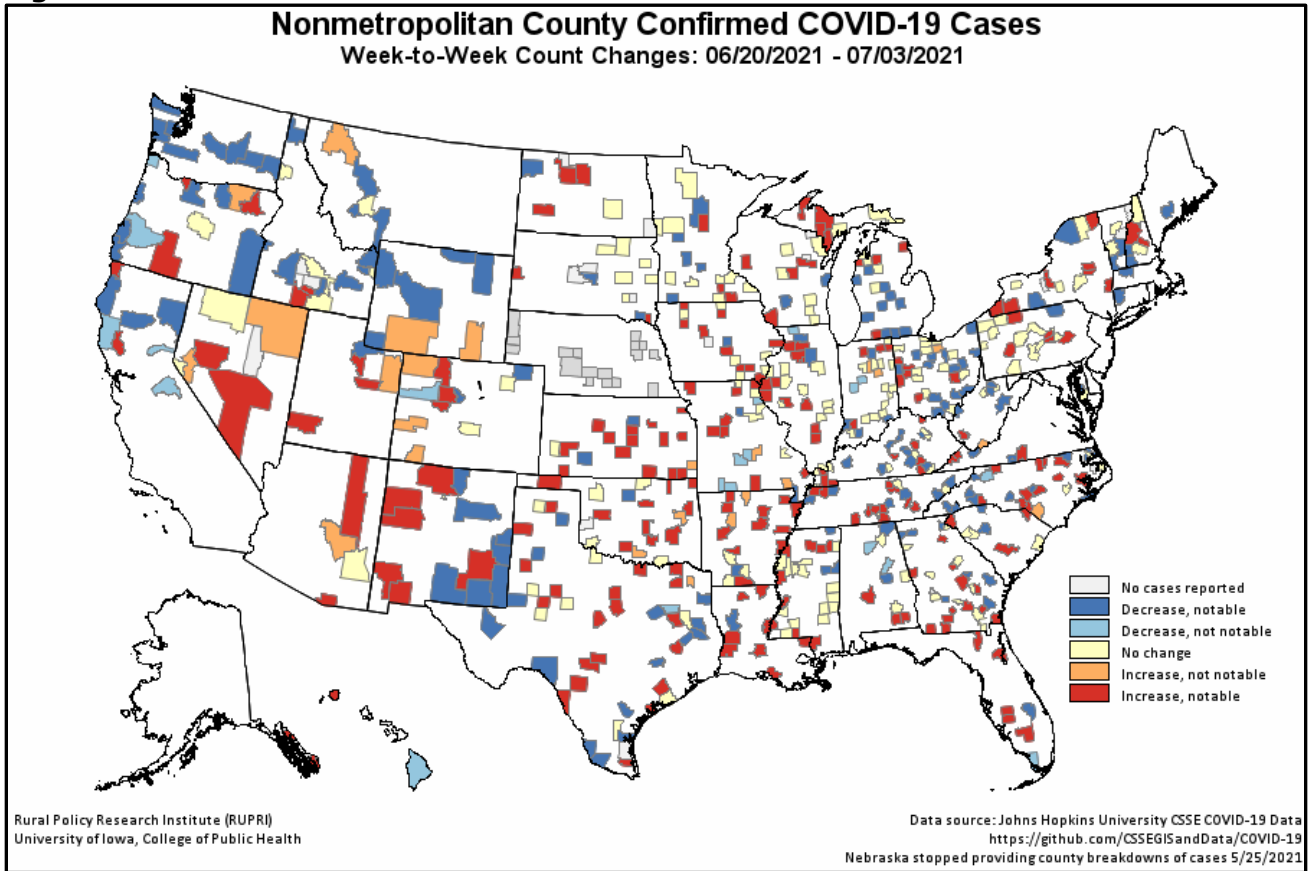 Nonmetropolitan County Confirmed COVID-19 Cases
Week-to-Week Count Changes: 06/20/2021 - 07/03/2021
No cases reported
Decrease, notable
Decrease, not notable
No change
Increase, not notable
Increase, notable
Rural Policy Research Institute (RUPRI)
University of Iowa, College of Public Health
Data source: Johns Hopkins University CSSE COVID-19 Data
https://github.com/CSSEGISandData/COVID-19
Nebraska stopped providing county breakdowns of cases 5/25/2021